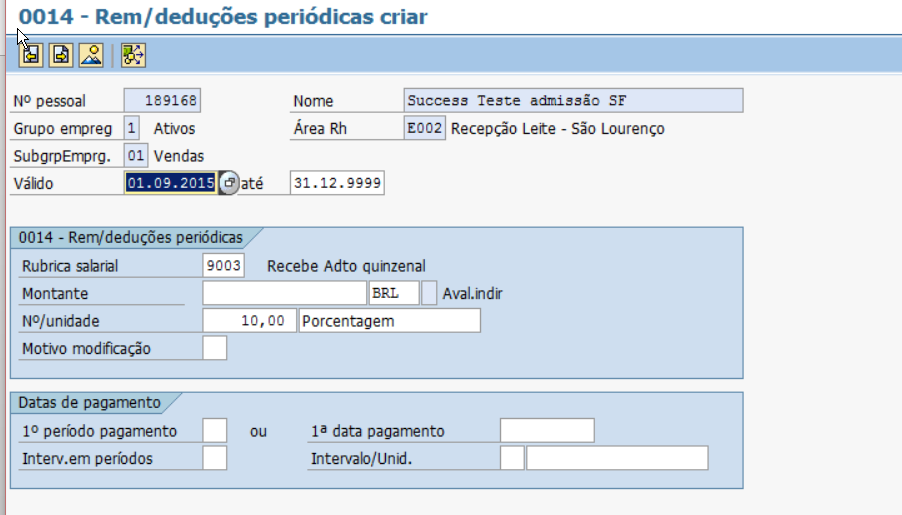 0014 - Rem/deduções periódicas criar
Nº pessoal 189168 Nome Success Teste admissão SF
Grupo empreg 1 Ativos Área Rh E002 Recepção Leite - São Lourenço
SubgrpEmprg. 01 Vendas
Válido 01.09.2015 até 31.12.9999
0014 - Rem/deduções periódicas
Rubrica salarial 9003 Recebe Adto quinzenal
Montante BRL Aval.indir
Nº/unidade 10,00 Porcentagem
Motivo modificação
Datas de pagamento
1º período pagamento ou 1ª data pagamento
Interv.em períodos Intervalo/Unid.